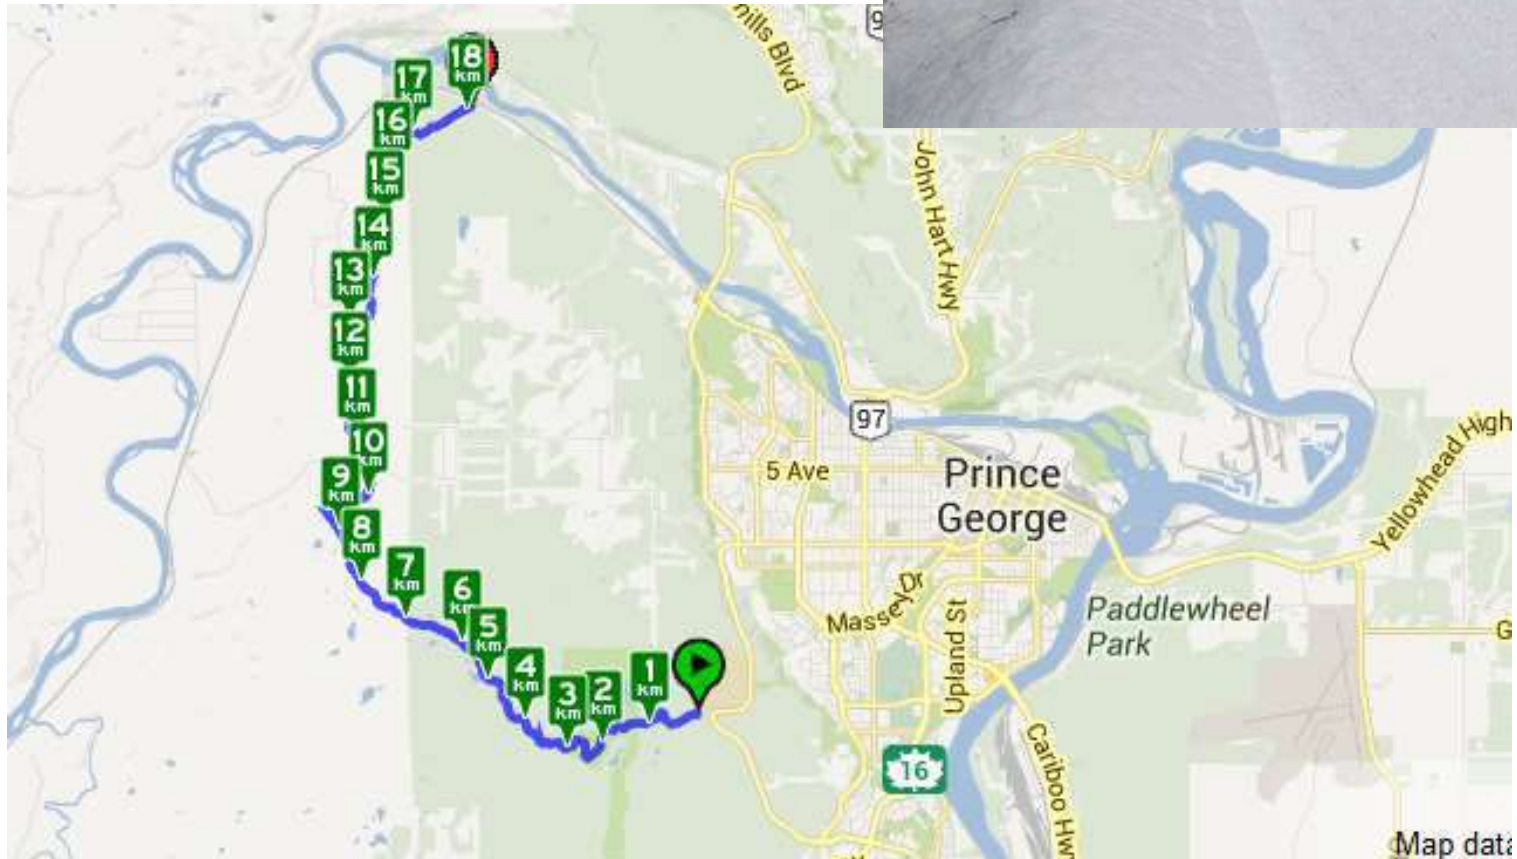 hills Blvd
9
18
km
17
km
16
km
15
km
14
km
13
km
12
km
11
km
10
km
9
km
8
km
7
km
6
km
5
km
4
km
3
km
2
km
1
km
John Hart Hwy
97
5 Ave
Prince
George
Yellowhead High
Massey Dr
Upland St
Paddlewheel
Park
G
16
Cariboo Hwy
Map data